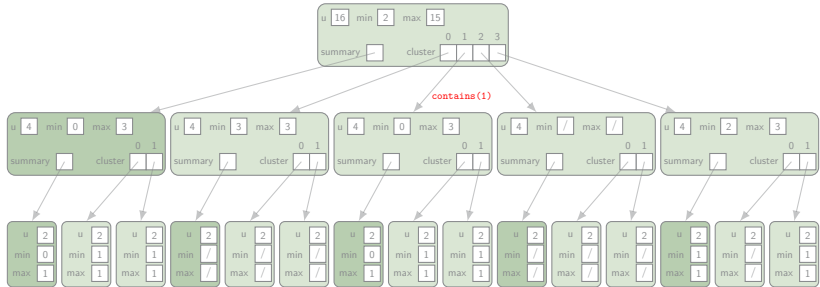 u 16 min 2 max 15
0 1 2 3
summary cluster
contains(1)
u 4 min 0 max 3
0 1
summary cluster
u 4 min 3 max 3
0 1
summary cluster
u 4 min 0 max 3
0 1
summary cluster
u 4 min / max /
0 1
summary cluster
u 4 min 2 max 3
0 1
summary cluster
u 2
min 0
max 1
u 2
min 1
max 1
u 2
min 1
max 1
u 2
min /
max /
u 2
min /
max /
u 2
min /
max /
u 2
min 0
max 1
u 2
min 1
max 1
u 2
min 1
max 1
u 2
min /
max /
u 2
min /
max /
u 2
min /
max /
u 2
min 1
max 1
u 2
min /
max /
u 2
min 1
max 1